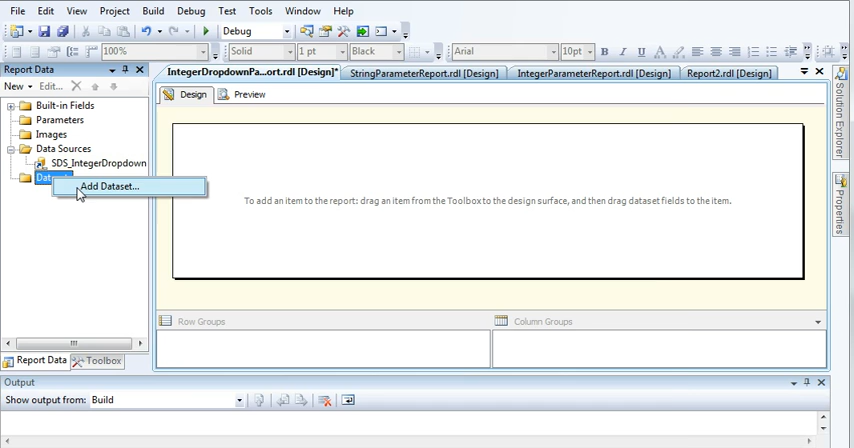 File Edit View Project Build Debug Test Tools Window Help
Debug
100% Solid 1 pt Black Arial 10pt B I U A
Report Data
New Edit...
Built-in Fields
Parameters
Images
Data Sources
SDS_IntegerDropdown
Add Dataset...
IntegerDropdownPa...ort.rdl [Design]* StringParameterReport.rdl [Design] IntegerParameterReport.rdl [Design] Report2.rdl [Design]
Design Preview
To add an item to the report: drag an item from the Toolbox to the design surface, and then drag dataset fields to the item.
Row Groups Column Groups
Report Data Toolbox
Solution Explorer
Properties
Output
Show output from: Build